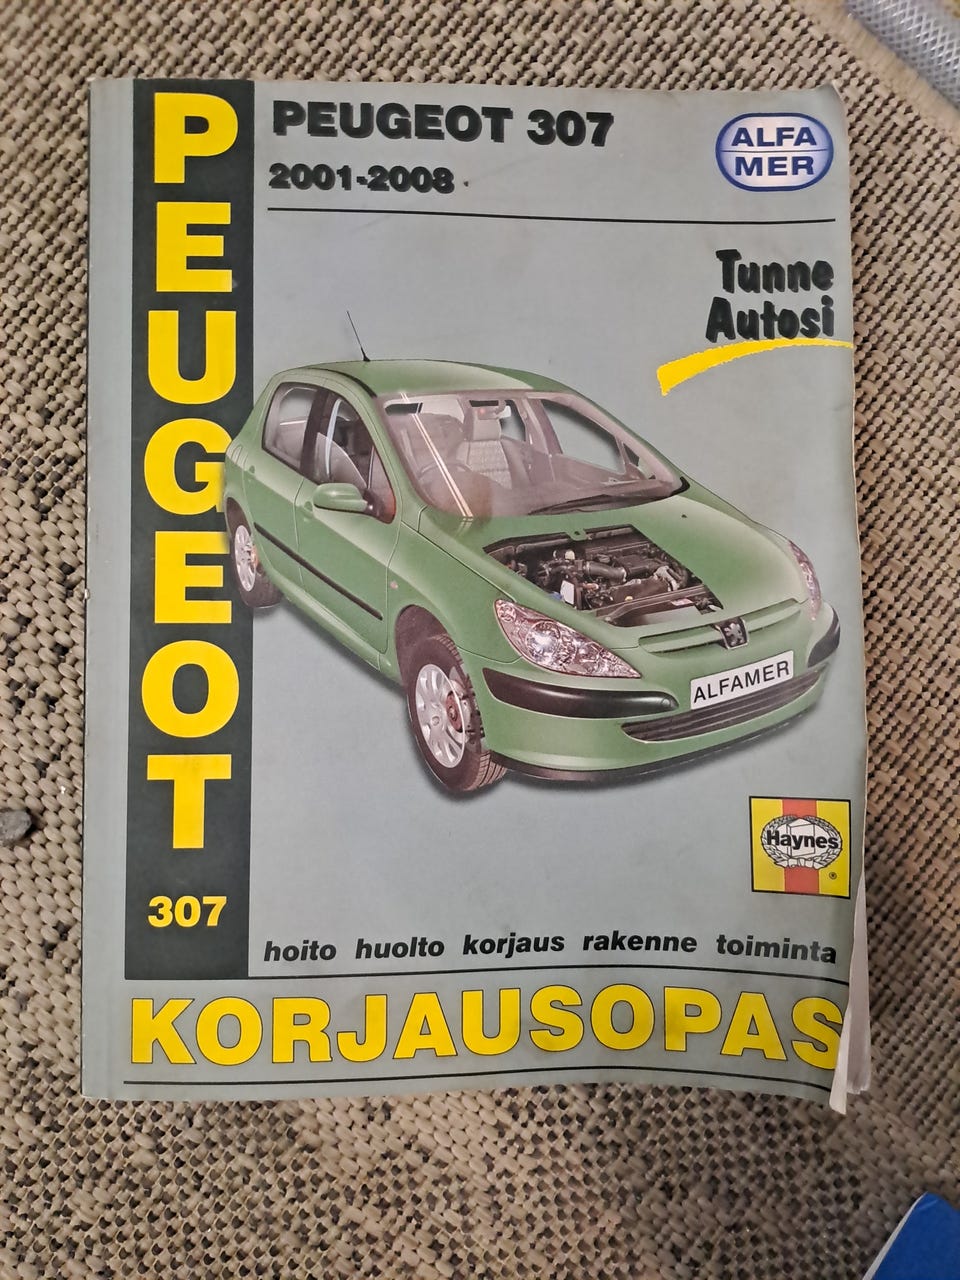 PEUGEOT
307
PEUGEOT 307
2001-2008
ALFA
MER
Tunne
Autosi
ALFAMER
Haynes
®
hoito huolto korjaus rakenne toiminta
KORJAUSOPAS